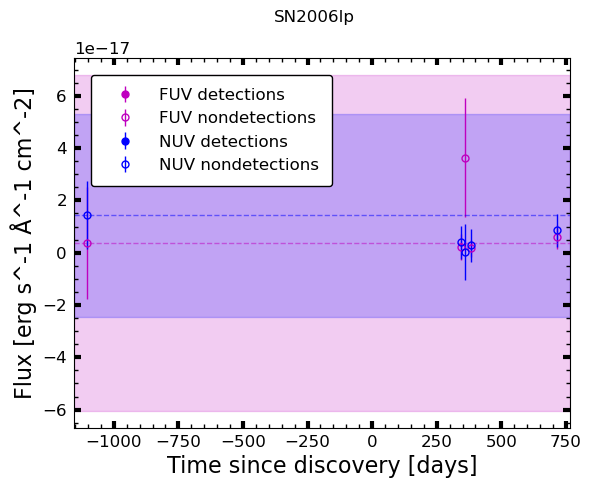 SN2006lp
1e−17
FUV detections
FUV nondetections
NUV detections
NUV nondetections
6
4
2
0
−2
−4
−6
Flux [erg s^-1 Å^-1 cm^-2]
−1000 −750 −500 −250 0 250 500 750
Time since discovery [days]